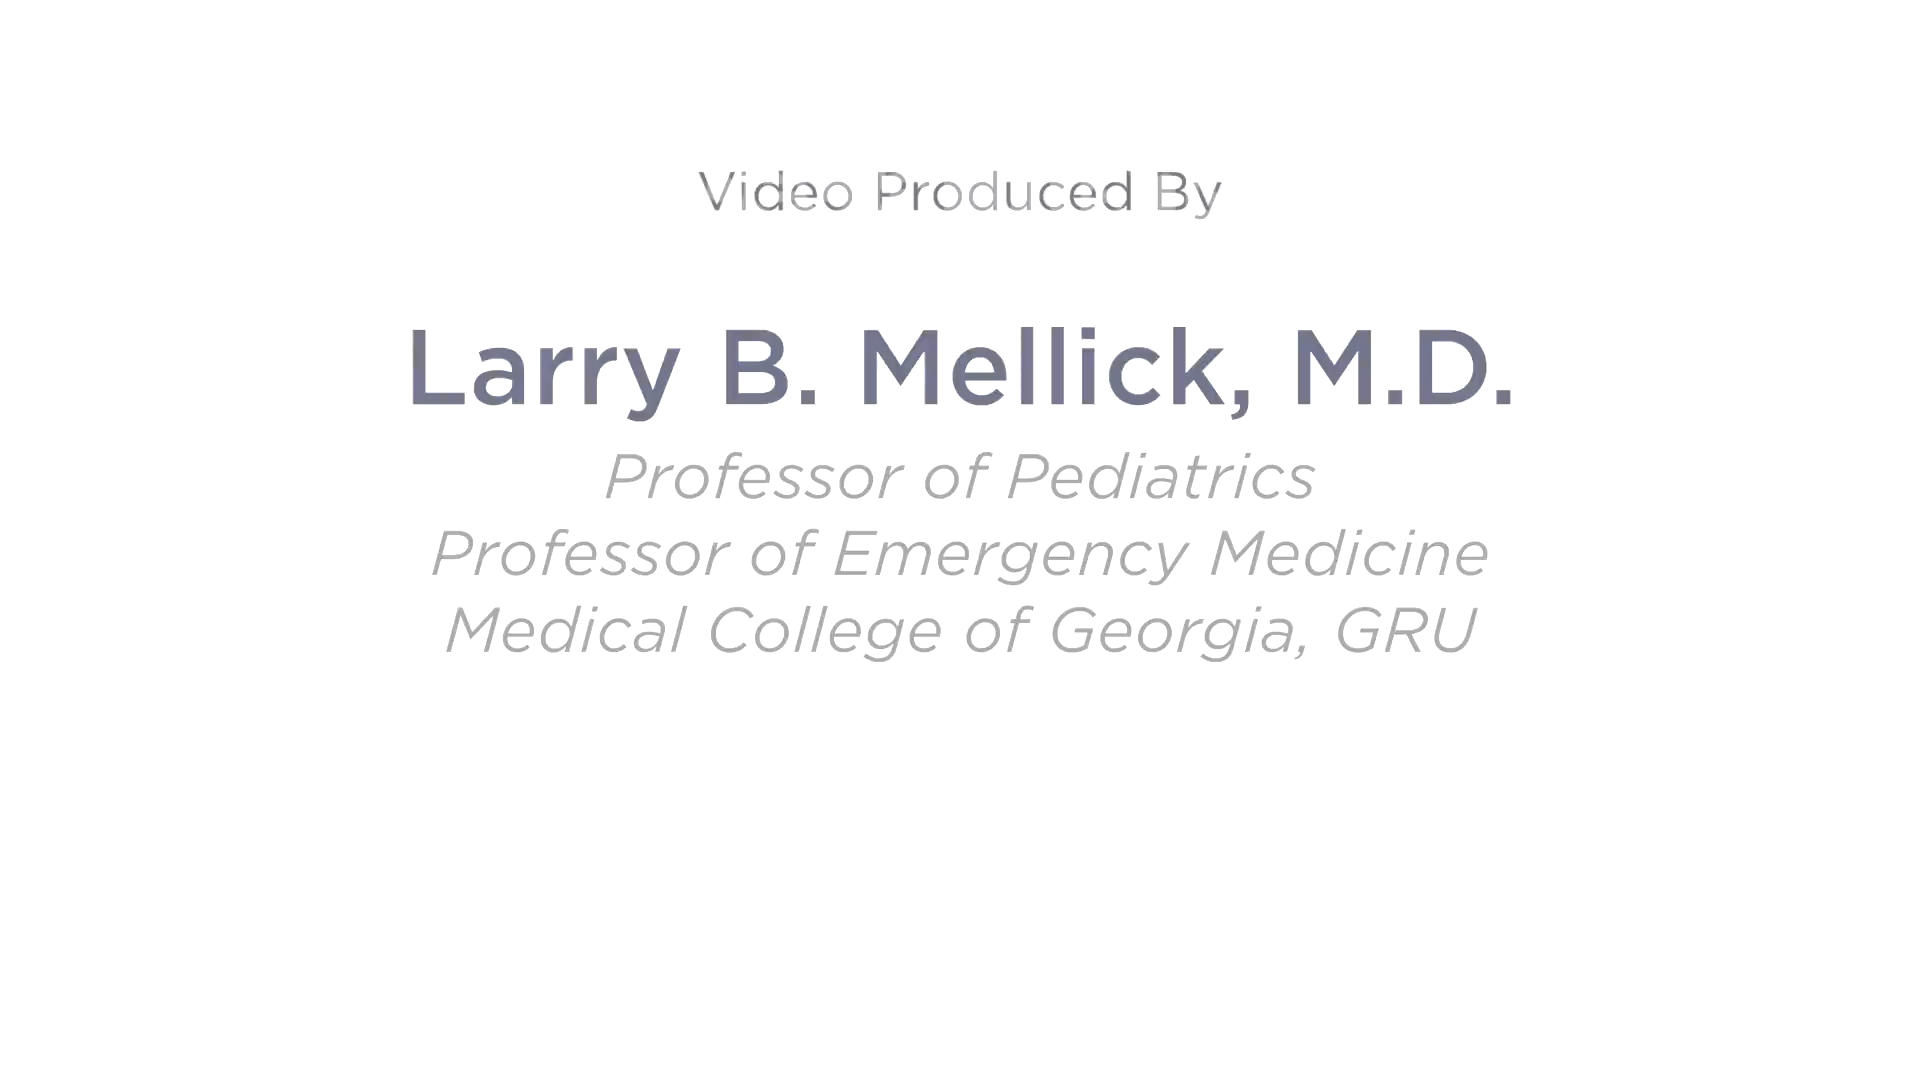 Video Produced By
Larry B. Mellick, M.D.
Professor of Pediatrics
Professor of Emergency Medicine
Medical College of Georgia, GRU